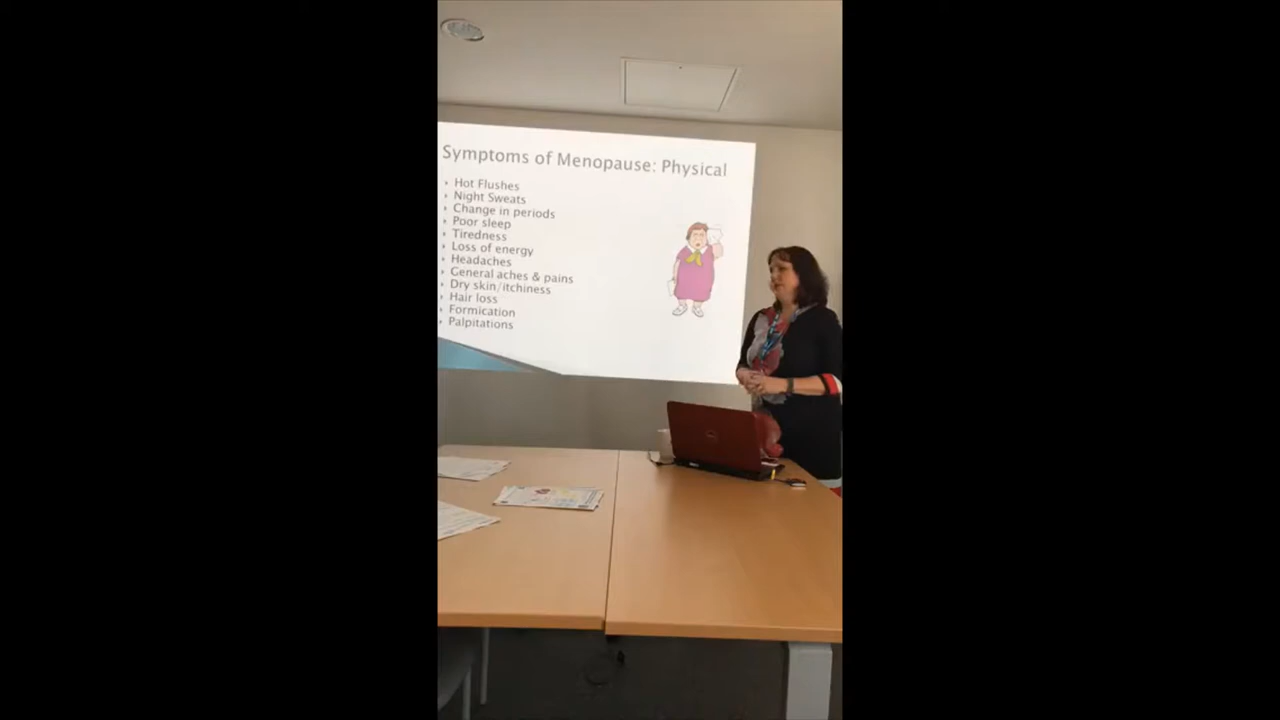 Symptoms of Menopause: Physical
Hot Flushes
Night Sweats
Change in periods
Poor sleep
Tiredness
Loss of energy
Headaches
General aches & pains
Dry skin/itchiness
Hair loss
Formication
Palpitations